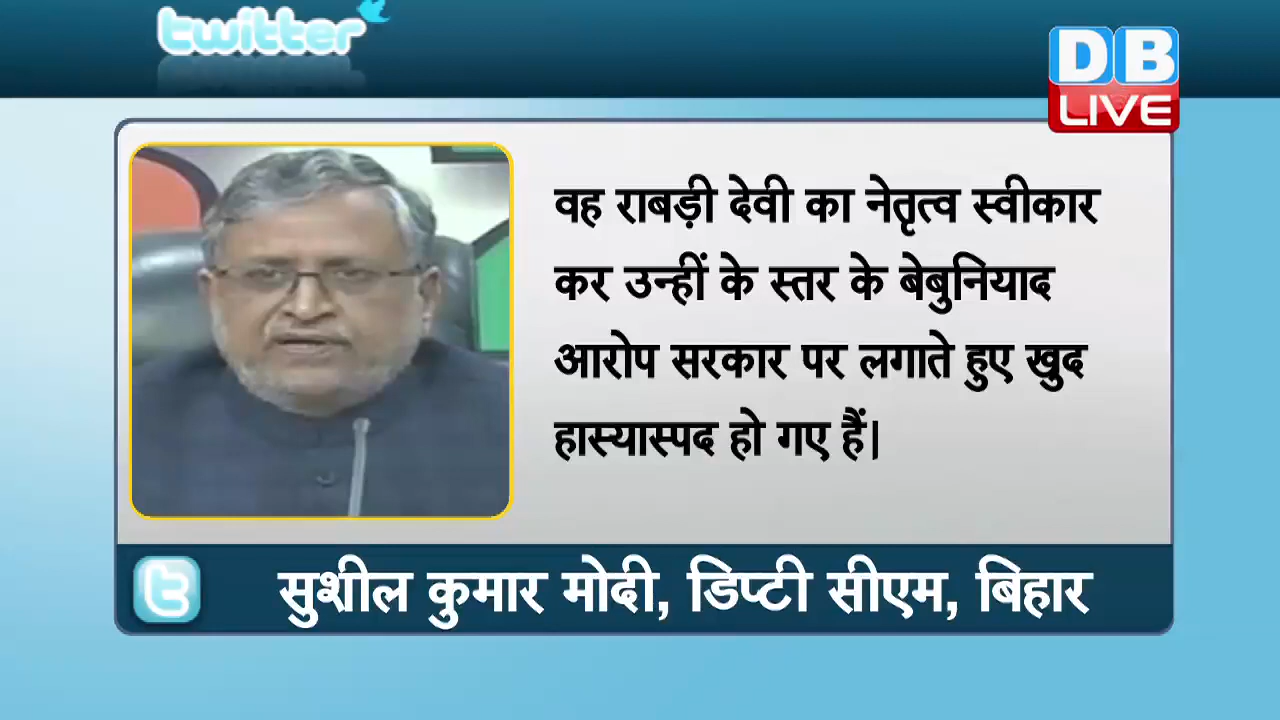 twitter
DB
LIVE
वह राबड़ी देवी का नेतृत्व स्वीकार
कर उन्हीं के स्तर के बेबुनियाद
आरोप सरकार पर लगाते हुए खुद
हास्यास्पद हो गए हैं।
t
सुशील कुमार मोदी, डिप्टी सीएम, बिहार